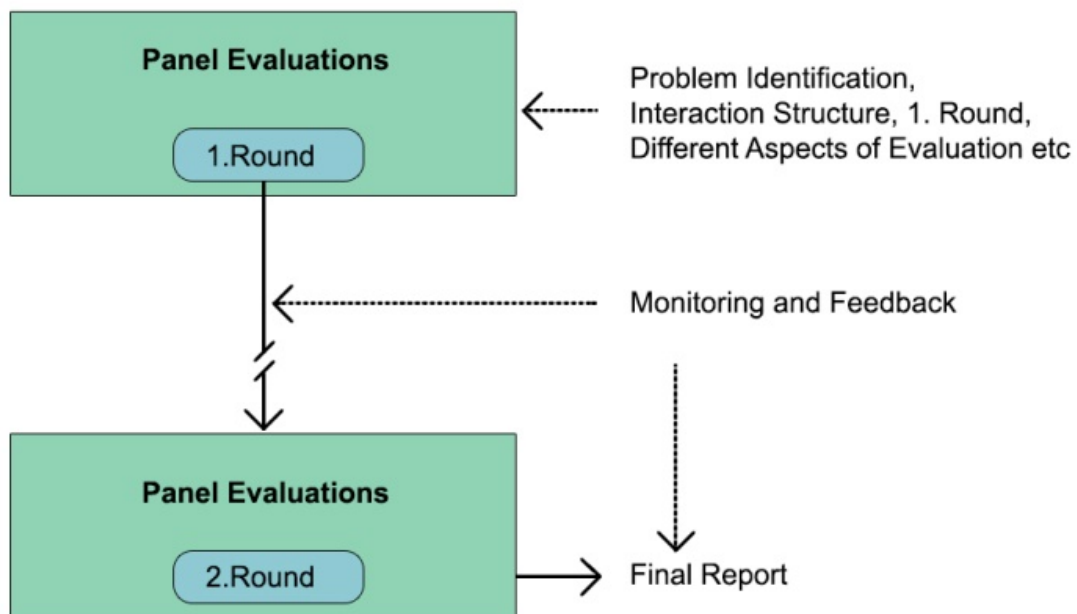 Panel Evaluations
1.Round
Problem Identification,
Interaction Structure, 1. Round,
Different Aspects of Evaluation etc
Monitoring and Feedback
Panel Evaluations
2.Round
Final Report